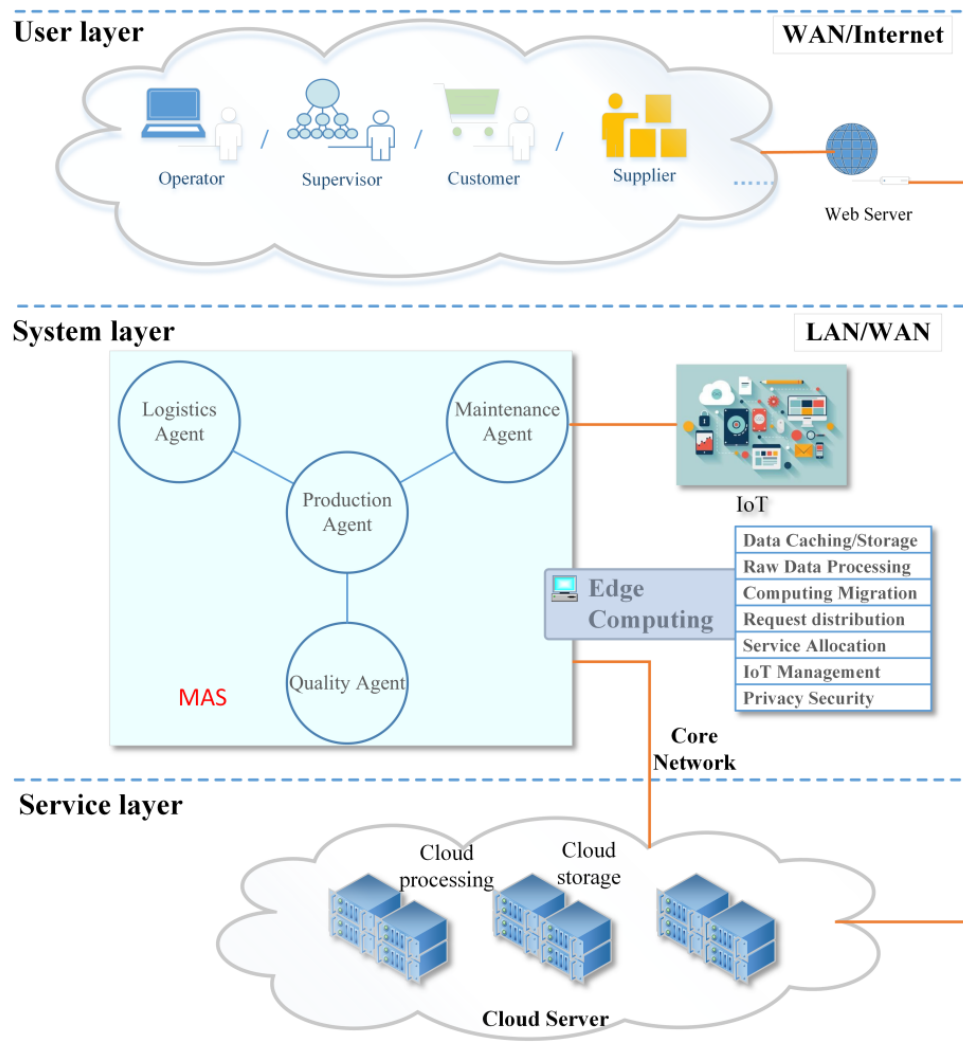 User layer
WAN/Internet
Operator
/
Supervisor
/
Customer
/
Supplier
......
Web Server
System layer
LAN/WAN
Logistics
Agent
Maintenance
Agent
Production
Agent
Quality Agent
MAS
IoT
Edge
Computing
Data Caching/Storage
Raw Data Processing
Computing Migration
Request distribution
Service Allocation
IoT Management
Privacy Security
Core
Network
Service layer
Cloud
processing
Cloud
storage
Cloud Server